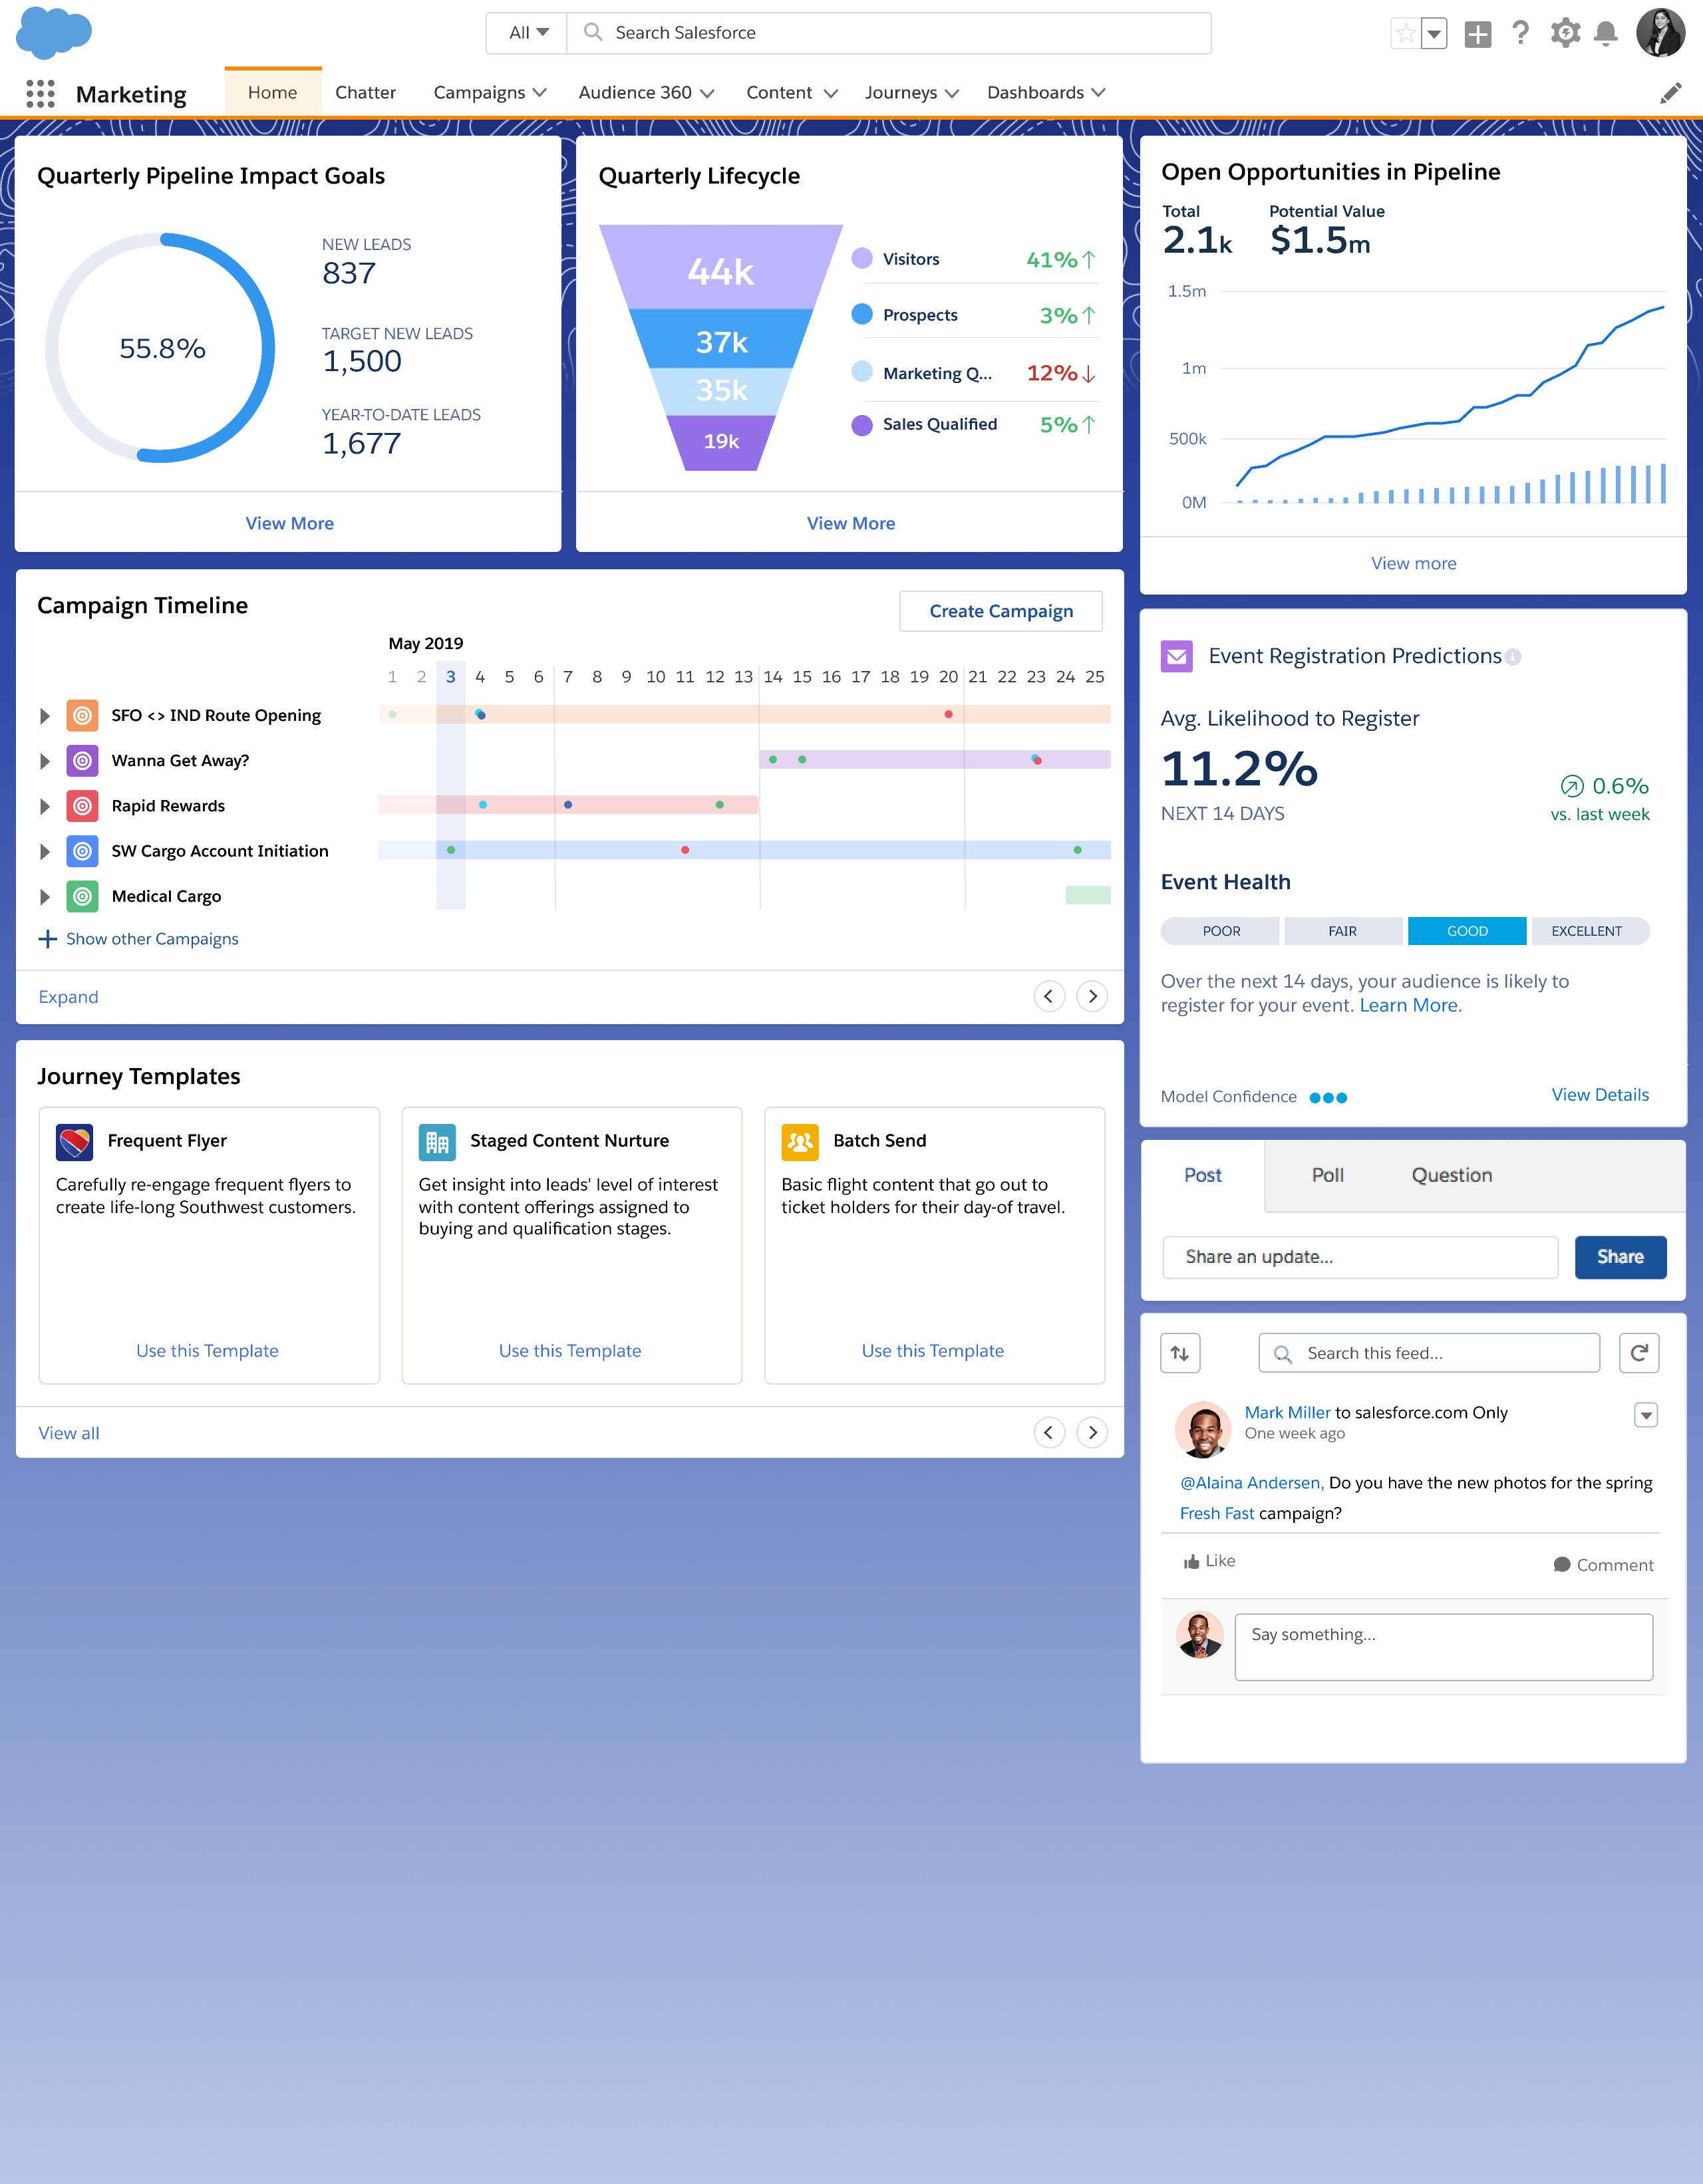 All
Search Salesforce
Marketing
Home
Chatter
Campaigns
Audience 360
Content
Journeys
Dashboards
Quarterly Pipeline Impact Goals
55.8%
NEW LEADS
837
TARGET NEW LEADS
1,500
YEAR-TO-DATE LEADS
1,677
View More
Quarterly Lifecycle
44k
37k
35k
19k
Visitors 41%↑
Prospects 3%↑
Marketing Q... 12%↓
Sales Qualified 5%↑
View More
Open Opportunities in Pipeline
Total Potential Value
2.1k $1.5m
1.5m
1m
500k
0M
View more
Campaign Timeline
Create Campaign
May 2019
1 2 3 4 5 6 7 8 9 10 11 12 13 14 15 16 17 18 19 20 21 22 23 24 25
SFO <> IND Route Opening
Wanna Get Away?
Rapid Rewards
SW Cargo Account Initiation
Medical Cargo
Show other Campaigns
Expand
Event Registration Predictions
Avg. Likelihood to Register
11.2%
NEXT 14 DAYS
0.6%
vs. last week
Event Health
POOR FAIR GOOD EXCELLENT
Over the next 14 days, your audience is likely to
register for your event. Learn More.
Model Confidence
View Details
Journey Templates
Frequent Flyer
Carefully re-engage frequent flyers to
create life-long Southwest customers.
Use this Template
Staged Content Nurture
Get insight into leads' level of interest
with content offerings assigned to
buying and qualification stages.
Use this Template
Batch Send
Basic flight content that go out to
ticket holders for their day-of travel.
Use this Template
View all
Post Poll Question
Share an update...
Share
Search this feed...
Mark Miller to salesforce.com Only
One week ago
@Alaina Andersen, Do you have the new photos for the spring
Fresh Fast campaign?
Like
Comment
Say something...